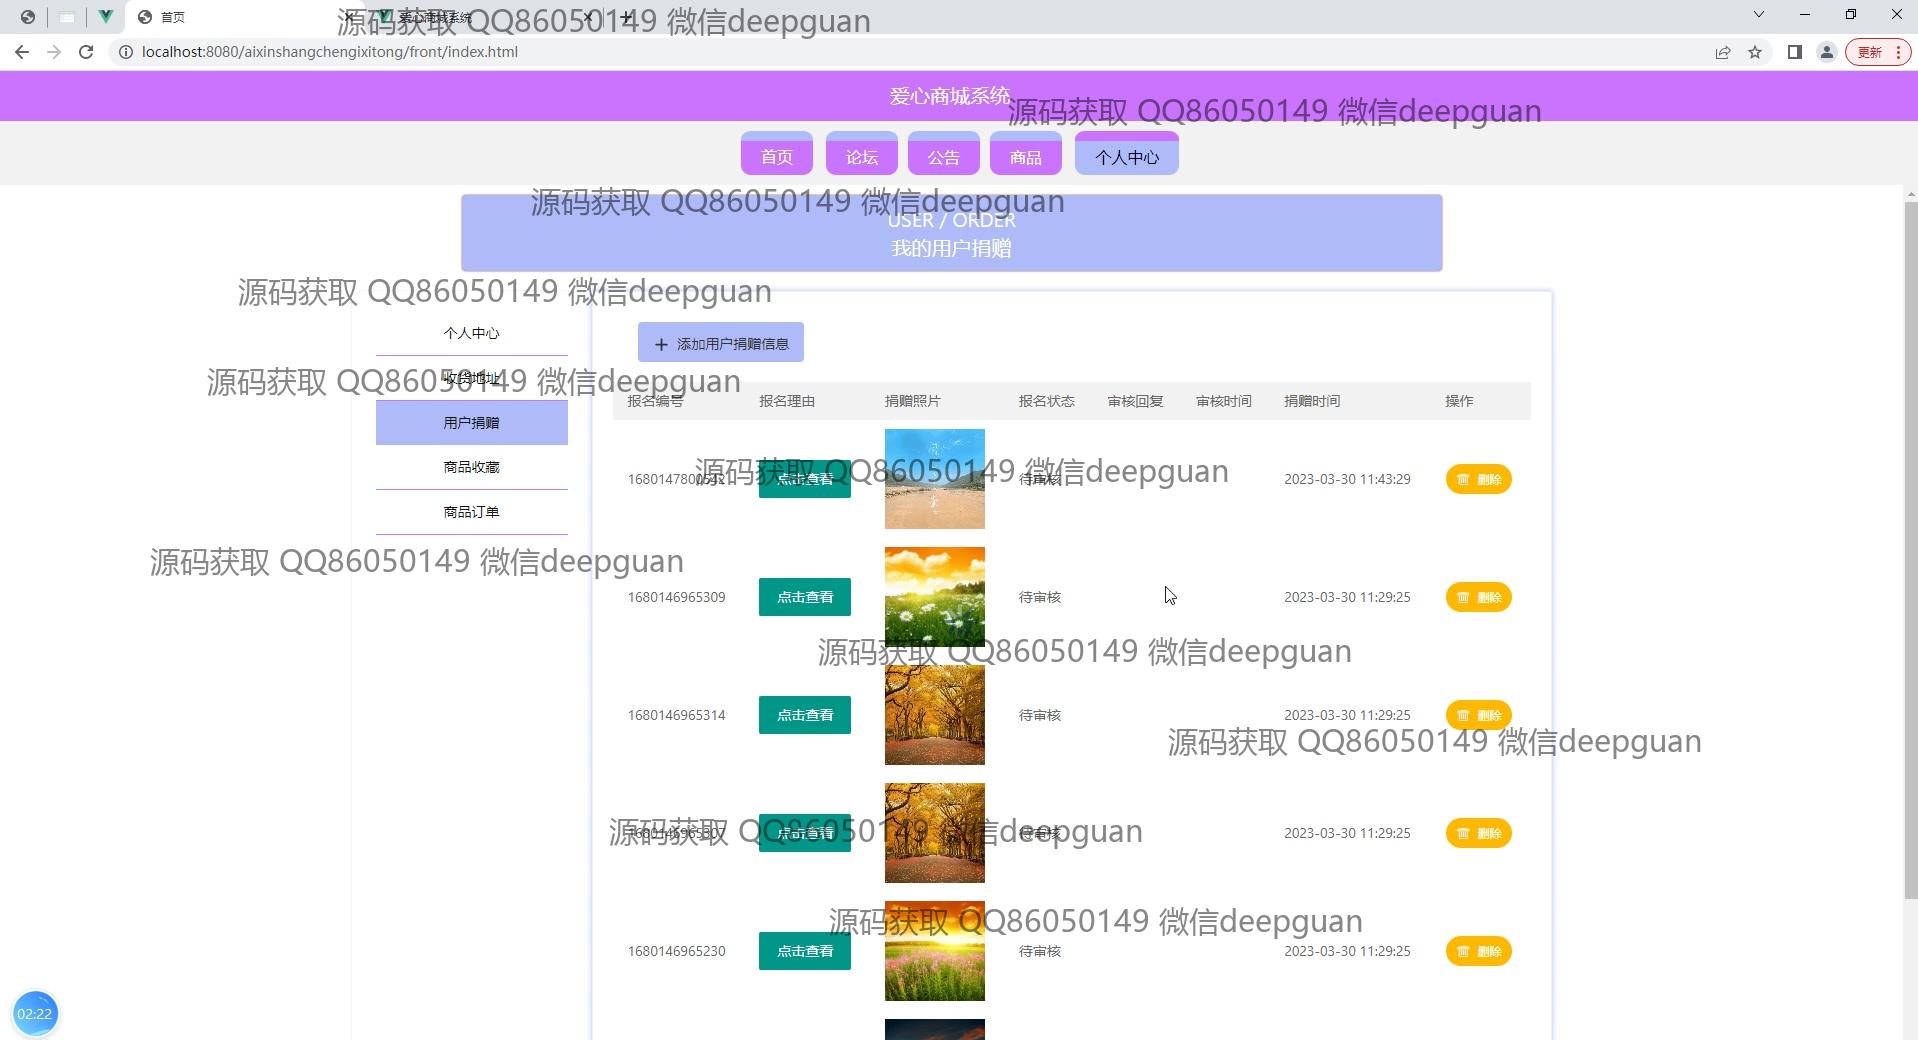 首页
爱心商城系统
源码获取 QQ86050149 微信deepguan
localhost:8080/aixinshangchengixitong/front/index.html
更新
爱心商城系统
源码获取 QQ86050149 微信deepguan
首页 论坛 公告 商品 个人中心
源码获取 QQ86050149 微信deepguan
USER / ORDER
我的用户捐赠
源码获取 QQ86050149 微信deepguan
个人中心
收货地址
用户捐赠
商品收藏
商品订单
添加用户捐赠信息
源码获取 QQ86050149 微信deepguan
报名编号 报名理由 捐赠照片 报名状态 审核回复 审核时间 捐赠时间 操作
源码获取 QQ86050149 微信deepguan
1680147800542 点击查看 待审核 2023-03-30 11:43:29 删除
源码获取 QQ86050149 微信deepguan
1680146965309 点击查看 待审核 2023-03-30 11:29:25 删除
源码获取 QQ86050149 微信deepguan
1680146965314 点击查看 待审核 2023-03-30 11:29:25 删除
源码获取 QQ86050149 微信deepguan
1680146965307 点击查看 待审核 2023-03-30 11:29:25 删除
源码获取 QQ86050149 微信deepguan
源码获取 QQ86050149 微信deepguan
1680146965230 点击查看 待审核 2023-03-30 11:29:25 删除
02:22